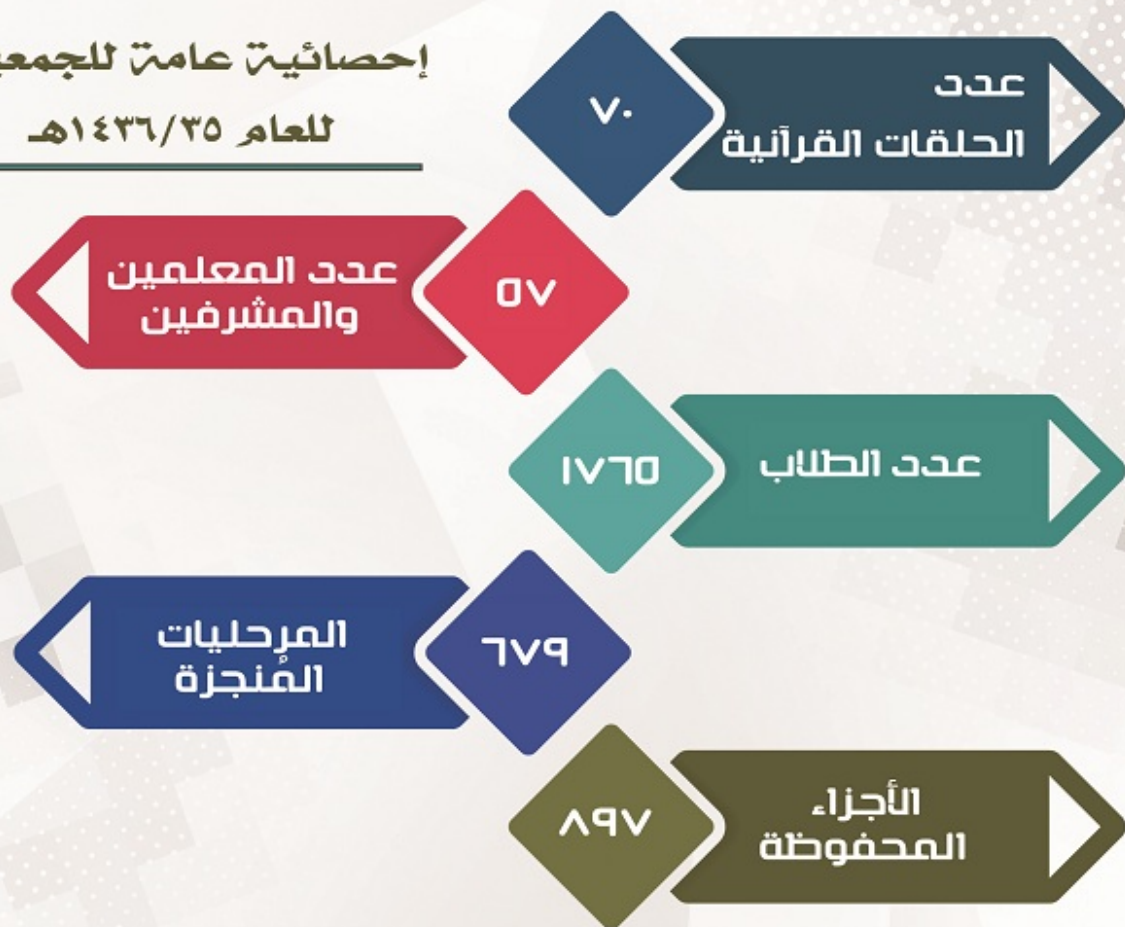 إحصائية عامة للجمعي
للعام ١٤٣٦/٣٥هـ
عدد
الحلقات القرآنية
٧٠
عدد المعلمين
والمشرفين
٥٧
عدد الطلاب
١٧٦٥
المرحليات
المُنجزة
٦٧٩
الأجزاء
المحفوظة
٨٩٧